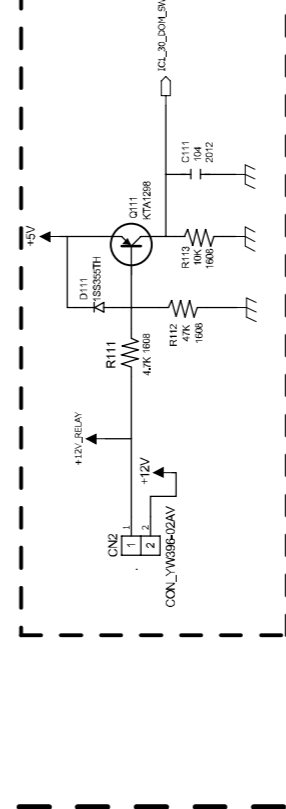 IC1_30_DOM_SW
C111
104
2012
Q111
KTA1298
+5V
R113
10K
1608
D111
1SS355TH
R112
47K
1608
R111
4.7K 1608
+12V_RELAY
+12V
CN2
1
2
1
2
CON_YW396-02AV